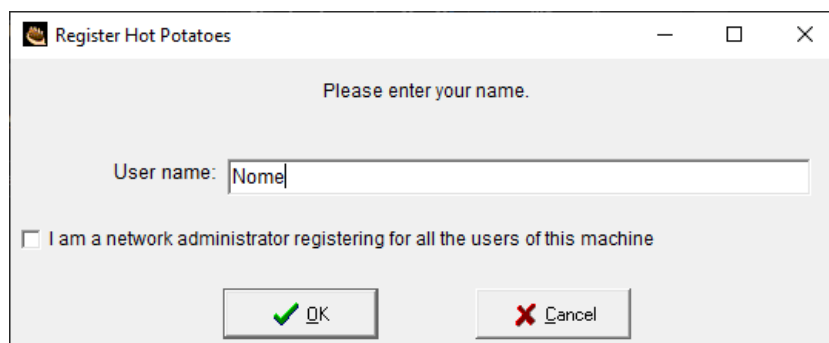 Register Hot Potatoes
Please enter your name.
User name: Nome
I am a network administrator registering for all the users of this machine
OK Cancel